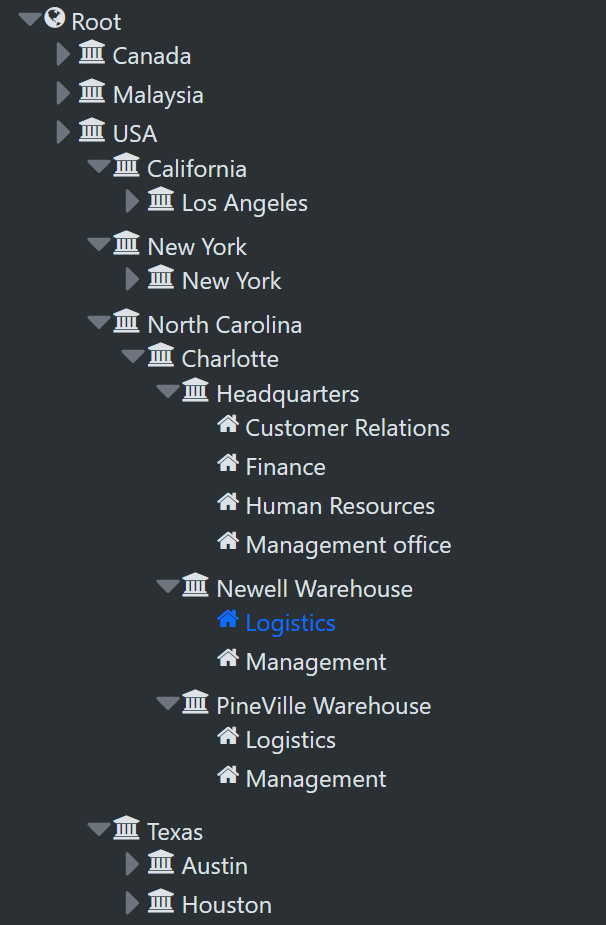 Root
Canada
Malaysia
USA
California
Los Angeles
New York
New York
North Carolina
Charlotte
Headquarters
Customer Relations
Finance
Human Resources
Management office
Newell Warehouse
Logistics
Management
PineVille Warehouse
Logistics
Management
Texas
Austin
Houston